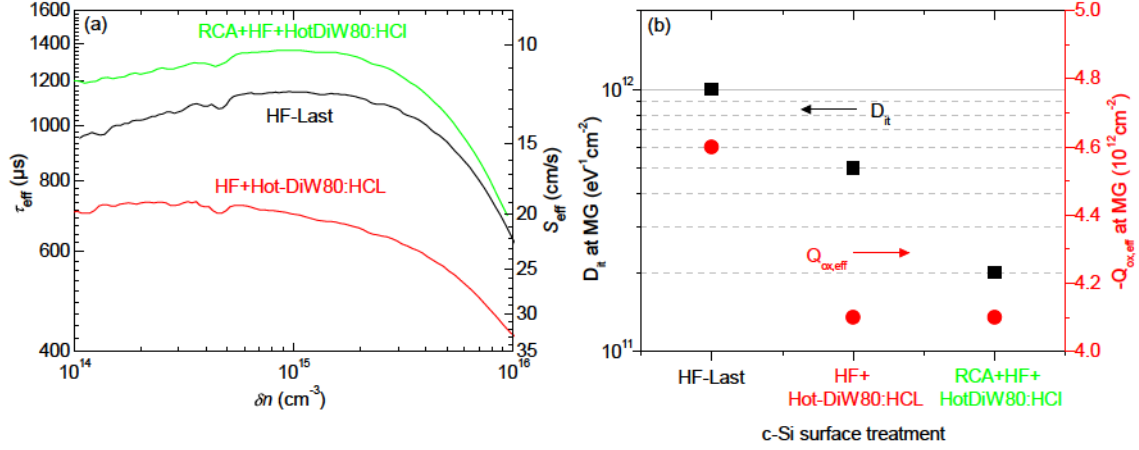 (a)
1600
1400
1200
1000
800
600
400
τeff (µs)
RCA+HF+HotDiW80:HCl
HF-Last
HF+Hot-DiW80:HCL
10
15
20
25
30
35
Seff (cm/s)
10^14
10^15
10^16
δn (cm^-3)
(b)
10^12
10^11
Dit at MG (eV^-1cm^-2)
Dit
Qox,eff
5.0
4.8
4.6
4.4
4.2
4.0
-Qox,eff at MG (10^12cm^-2)
HF-Last
HF+
Hot-DiW80:HCL
RCA+HF+
HotDiW80:HCl
c-Si surface treatment